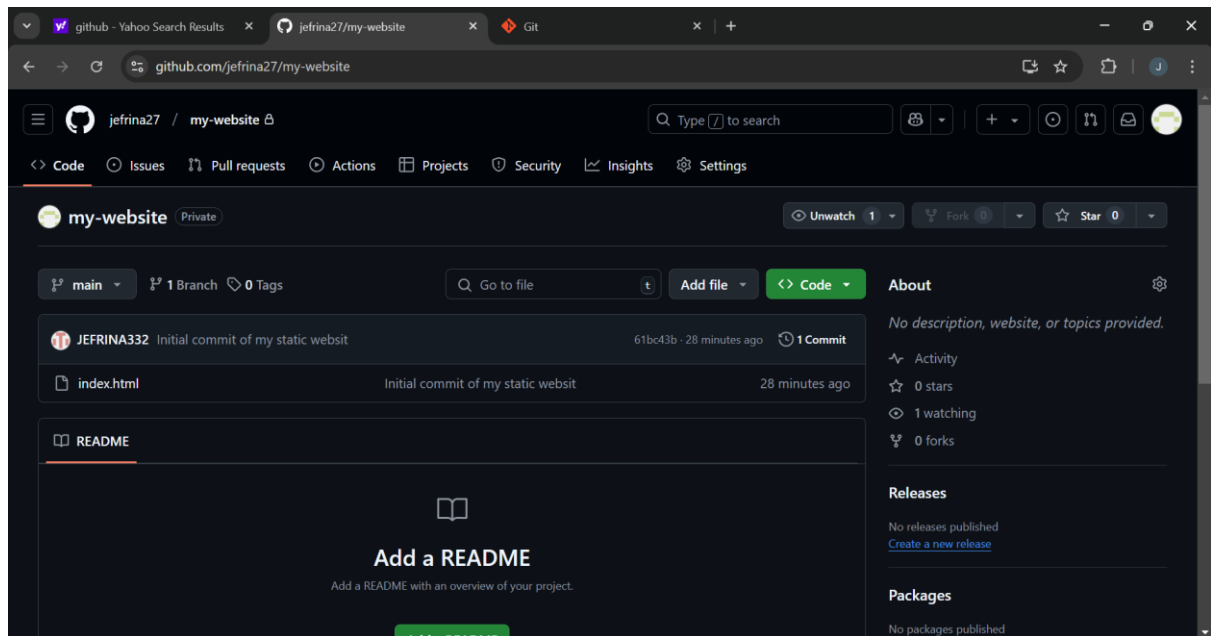 github - Yahoo Search Results jefrina27/my-website Git
github.com/jefrina27/my-website J
jefrina27 / my-website Type / to search
Code Issues Pull requests Actions Projects Security Insights Settings
my-website Private Unwatch 1 Fork 0 Star 0
main 1 Branch 0 Tags Go to file t Add file Code
About
No description, website, or topics provided.
JEFRINA332 Initial commit of my static websit 61bc43b · 28 minutes ago 1 Commit
index.html Initial commit of my static websit 28 minutes ago
Activity
0 stars
1 watching
0 forks
README
Add a README
Add a README with an overview of your project.
Releases
No releases published
Create a new release
Packages
No packages published